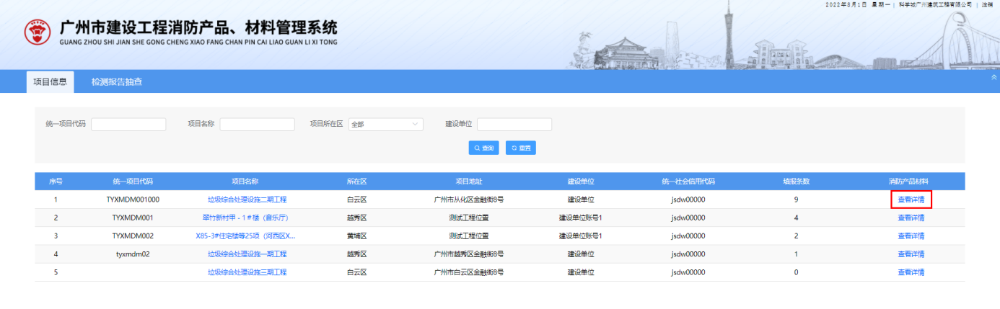 2022年8月1日 星期一 | 科学城广州建筑工程有限公司 | 注销
广州市建设工程消防产品、材料管理系统
GUANG ZHOU SHI JIAN SHE GONG CHENG XIAO FANG CHAN PIN CAI LIAO GUAN LI XI TONG
项目信息 检测报告抽查
统一项目代码 项目名称 项目所在区 全部 建设单位
查询 重置
序号 统一项目代码 项目名称 所在区 项目地址 建设单位 统一社会信用代码 填报条数 消防产品材料
1 TYXMDM001000 垃圾综合处理设施二期工程 白云区 广州市从化区金融街8号 建设单位 jsdw00000 9 查看详情
2 TYXMDM001 翠竹新村甲-1#楼（音乐厅） 越秀区 测试工程位置 建设单位账号1 jsdw00000 4 查看详情
3 TYXMDM002 X85-3#住宅楼等25项（河西区X... 黄埔区 测试工程位置 建设单位账号1 jsdw00000 2 查看详情
4 tyxmdm02 垃圾综合处理设施一期工程 越秀区 广州市越秀区金融街8号 建设单位 jsdw00000 1 查看详情
5 垃圾综合处理设施三期工程 白云区 广州市白云区金融街8号 建设单位 jsdw00000 0 查看详情